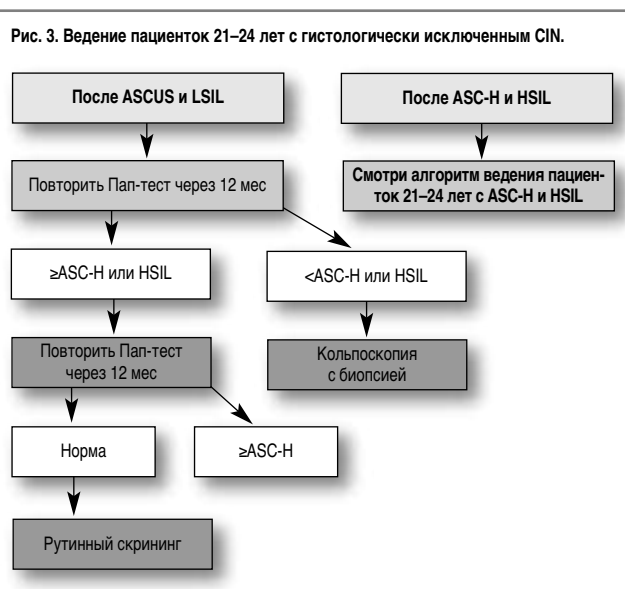 Рис. 3. Ведение пациенток 21–24 лет с гистологически исключенным CIN.
После ASCUS и LSIL
После ASC-H и HSIL
Повторить Пап-тест через 12 мес
Смотри алгоритм ведения пациен-
ток 21–24 лет с ASC-H и HSIL
≥ASC-H или HSIL
<ASC-H или HSIL
Повторить Пап-тест
через 12 мес
Кольпоскопия
с биопсией
Норма
≥ASC-H
Рутинный скрининг